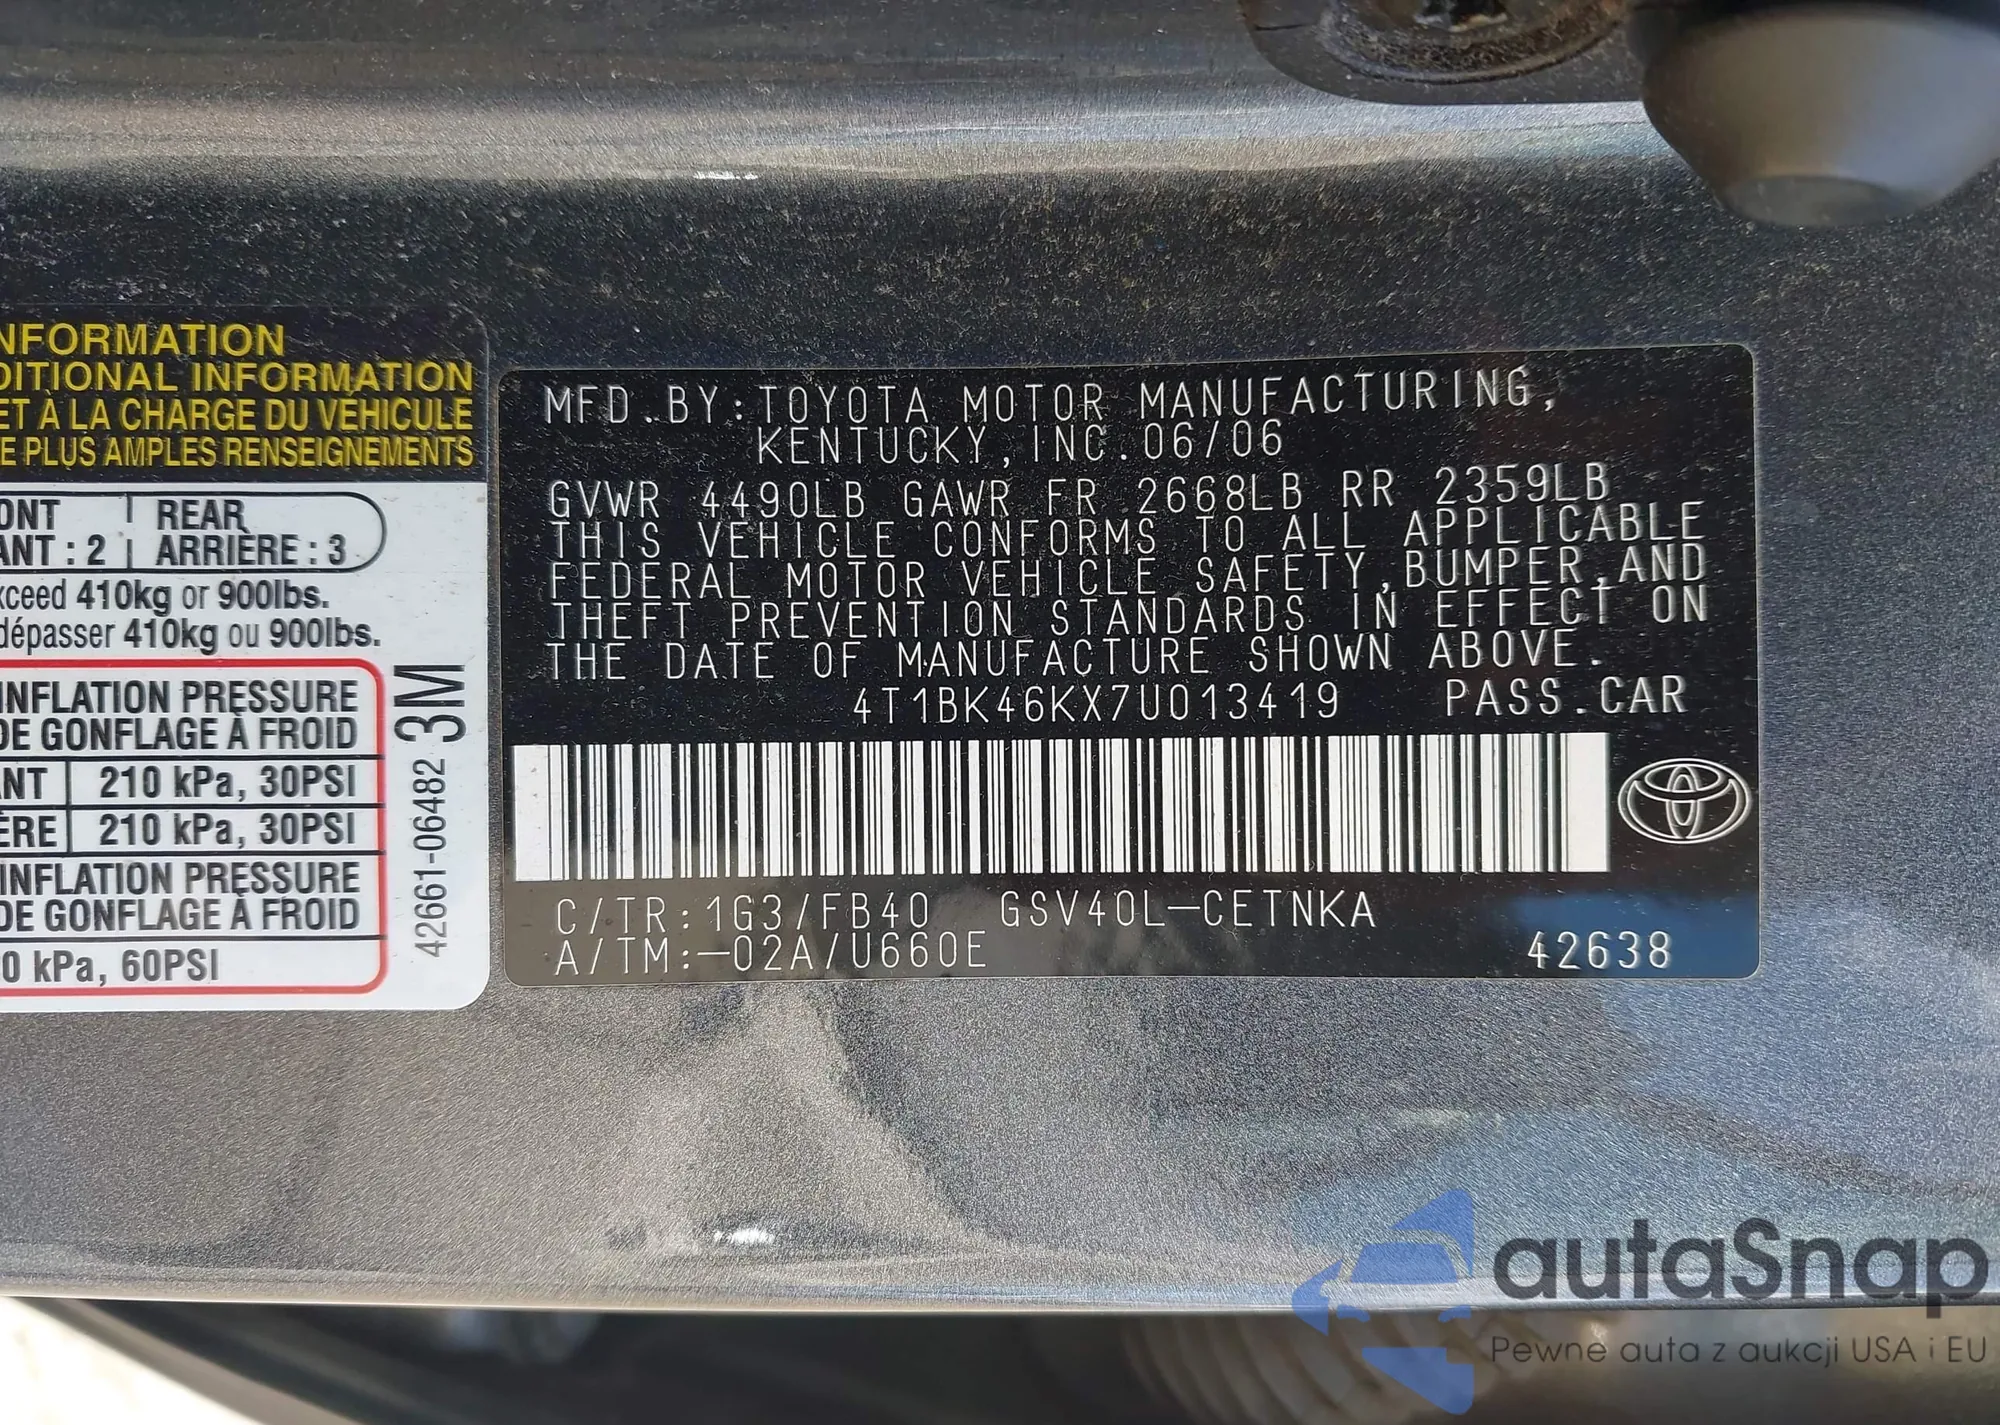 NFORMATION
DITIONAL INFORMATION
ET À LA CHARGE DU VÉHICULE
E PLUS AMPLES RENSEIGNEMENTS
ONT REAR
ANT : 2 ARRIÈRE : 3
xceed 410kg or 900lbs.
dépasser 410kg ou 900lbs.
INFLATION PRESSURE
DE GONFLAGE À FROID
ANT 210 kPa, 30PSI
ÈRE 210 kPa, 30PSI
INFLATION PRESSURE
DE GONFLAGE À FROID
0 kPa, 60PSI
42661-06482 3M
MFD.BY:TOYOTA MOTOR MANUFACTURING,
KENTUCKY,INC.06/06
GVWR 4490LB GAWR FR 2668LB RR 2359LB
THIS VEHICLE CONFORMS TO ALL APPLICABLE
FEDERAL MOTOR VEHICLE SAFETY,BUMPER,AND
THEFT PREVENTION STANDARDS IN EFFECT ON
THE DATE OF MANUFACTURE SHOWN ABOVE.
4T1BK46KX7U013419 PASS.CAR
C/TR:1G3/FB40 GSV40L-CETNKA
A/TM:-02A/U660E 42638
autaSnap
Pewne auta z aukcji USA i EU